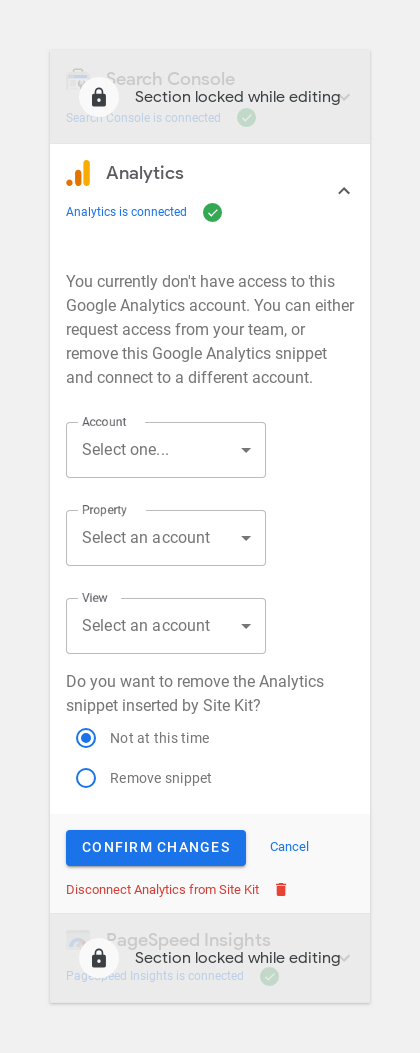 Search Console
Section locked while editing
Search Console is connected
Analytics
Analytics is connected
You currently don't have access to this
Google Analytics account. You can either
request access from your team, or
remove this Google Analytics snippet
and connect to a different account.
Account
Select one...
Property
Select an account
View
Select an account
Do you want to remove the Analytics
snippet inserted by Site Kit?
Not at this time
Remove snippet
CONFIRM CHANGES
Cancel
Disconnect Analytics from Site Kit
PageSpeed Insights
Section locked while editing
PageSpeed Insights is connected